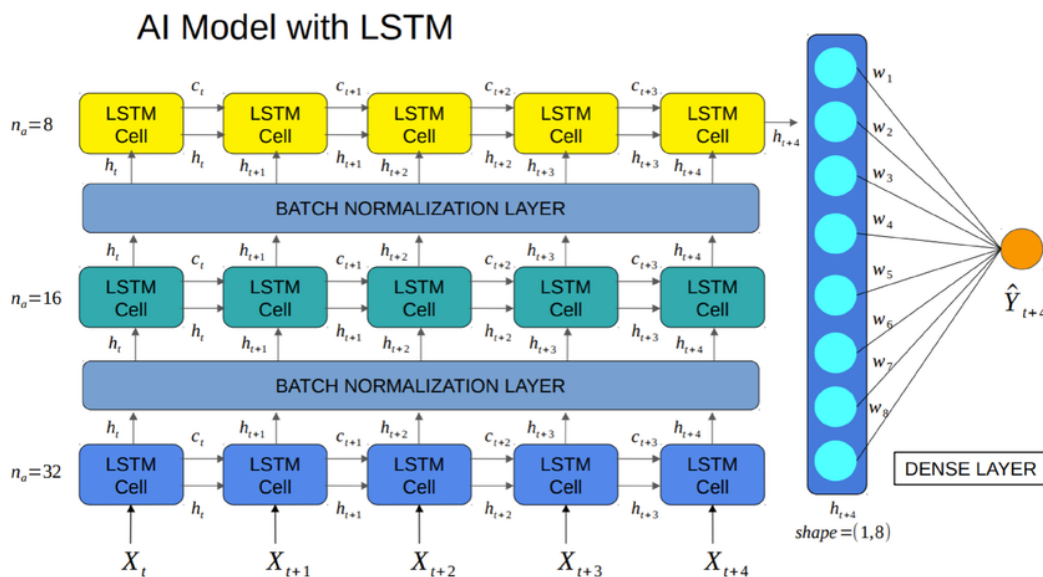 AI Model with LSTM
n_a=8
LSTM Cell
c_t
h_t
LSTM Cell
c_{t+1}
h_{t+1}
LSTM Cell
c_{t+2}
h_{t+2}
LSTM Cell
c_{t+3}
h_{t+3}
LSTM Cell
h_{t+4}
h_t
h_{t+1}
h_{t+2}
h_{t+3}
h_{t+4}
BATCH NORMALIZATION LAYER
h_t
h_{t+1}
h_{t+2}
h_{t+3}
h_{t+4}
n_a=16
LSTM Cell
c_t
h_t
LSTM Cell
c_{t+1}
h_{t+1}
LSTM Cell
c_{t+2}
h_{t+2}
LSTM Cell
c_{t+3}
h_{t+3}
LSTM Cell
h_t
h_{t+1}
h_{t+2}
h_{t+3}
h_{t+4}
BATCH NORMALIZATION LAYER
h_t
h_{t+1}
h_{t+2}
h_{t+3}
h_{t+4}
n_a=32
LSTM Cell
c_t
h_t
LSTM Cell
c_{t+1}
h_{t+1}
LSTM Cell
c_{t+2}
h_{t+2}
LSTM Cell
c_{t+3}
h_{t+3}
LSTM Cell
X_t
X_{t+1}
X_{t+2}
X_{t+3}
X_{t+4}
w_1
w_2
w_3
w_4
w_5
w_6
w_7
w_8
Ŷ_{t+4}
DENSE LAYER
h_{t+4}
shape=(1,8)